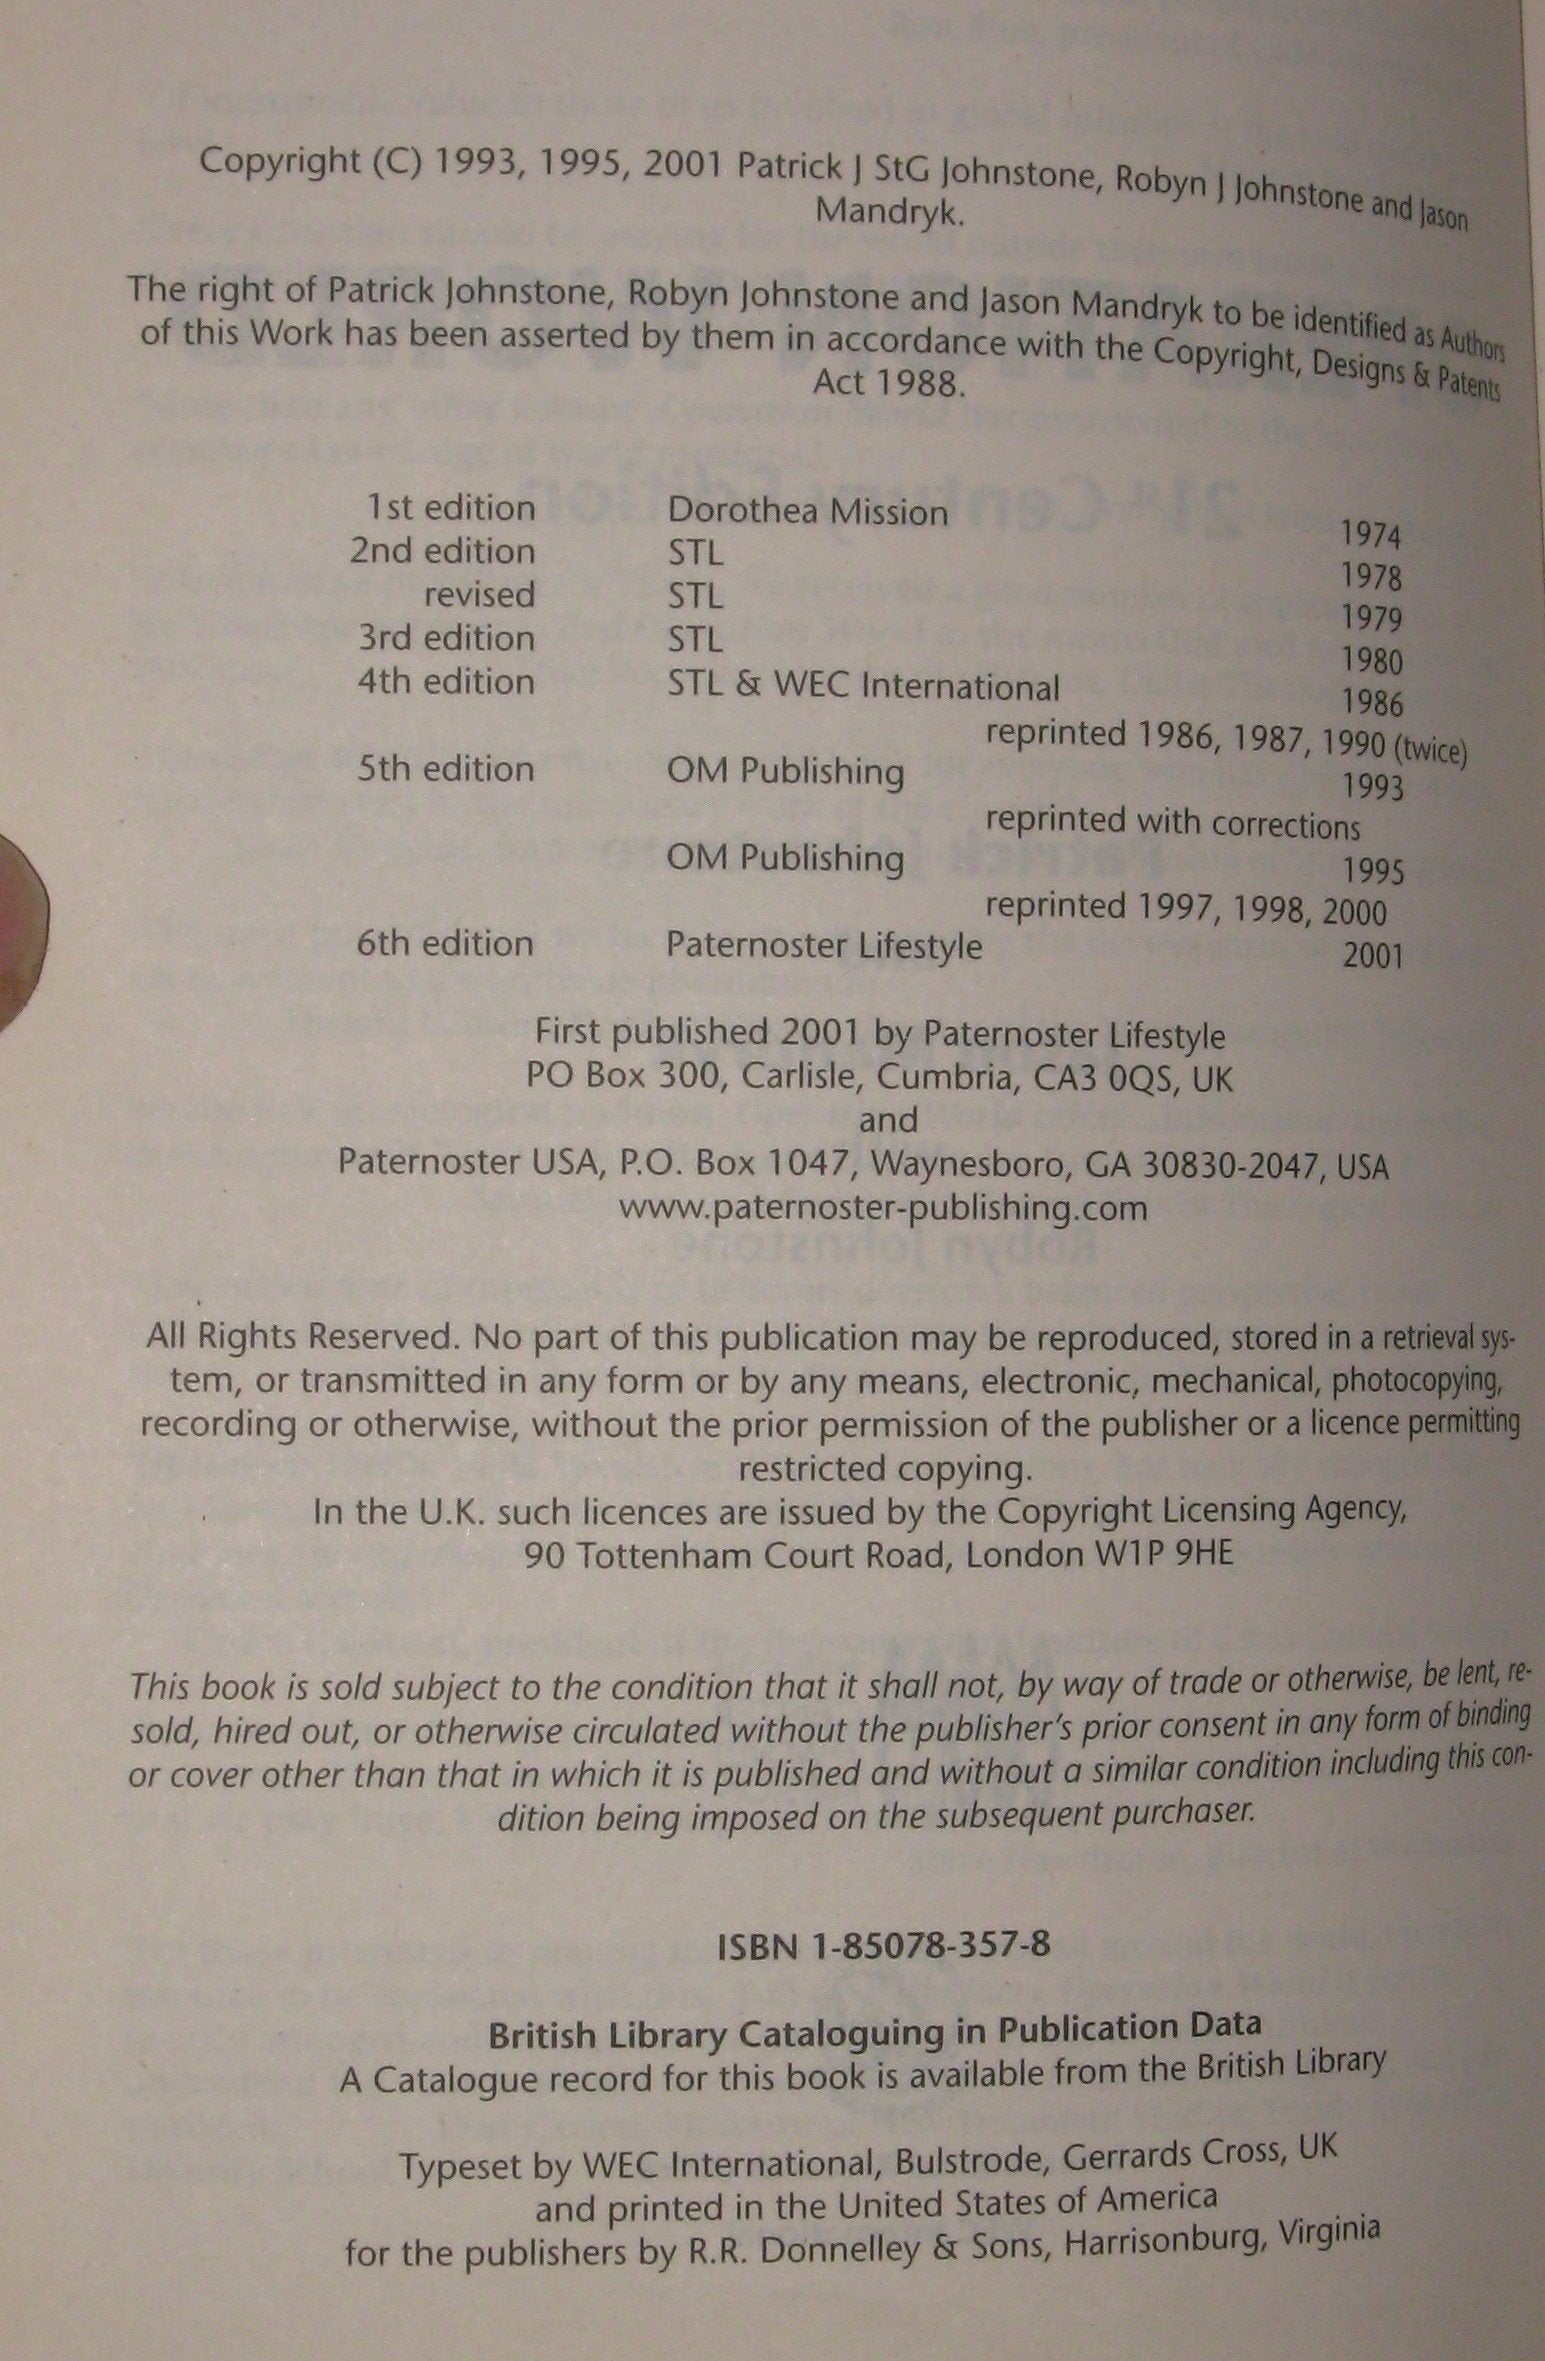 Copyright (C) 1993, 1995, 2001 Patrick J StG Johnstone, Robyn J Johnstone and Jason
Mandryk.
The right of Patrick Johnstone, Robyn Johnstone and Jason Mandryk to be identified as Authors
of this Work has been asserted by them in accordance with the Copyright, Designs & Patents
Act 1988.
1st edition Dorothea Mission 1974
2nd edition STL 1978
revised STL 1979
3rd edition STL 1980
4th edition STL & WEC International 1986
reprinted 1986, 1987, 1990 (twice)
5th edition OM Publishing 1993
reprinted with corrections
OM Publishing 1995
reprinted 1997, 1998, 2000
6th edition Paternoster Lifestyle 2001
First published 2001 by Paternoster Lifestyle
PO Box 300, Carlisle, Cumbria, CA3 0QS, UK
and
Paternoster USA, P.O. Box 1047, Waynesboro, GA 30830-2047, USA
www.paternoster-publishing.com
All Rights Reserved. No part of this publication may be reproduced, stored in a retrieval sys-
tem, or transmitted in any form or by any means, electronic, mechanical, photocopying,
recording or otherwise, without the prior permission of the publisher or a licence permitting
restricted copying.
In the U.K. such licences are issued by the Copyright Licensing Agency,
90 Tottenham Court Road, London W1P 9HE
This book is sold subject to the condition that it shall not, by way of trade or otherwise, be lent, re-
sold, hired out, or otherwise circulated without the publisher's prior consent in any form of binding
or cover other than that in which it is published and without a similar condition including this con-
dition being imposed on the subsequent purchaser.
ISBN 1-85078-357-8
British Library Cataloguing in Publication Data
A Catalogue record for this book is available from the British Library
Typeset by WEC International, Bulstrode, Gerrards Cross, UK
and printed in the United States of America
for the publishers by R.R. Donnelley & Sons, Harrisonburg, Virginia